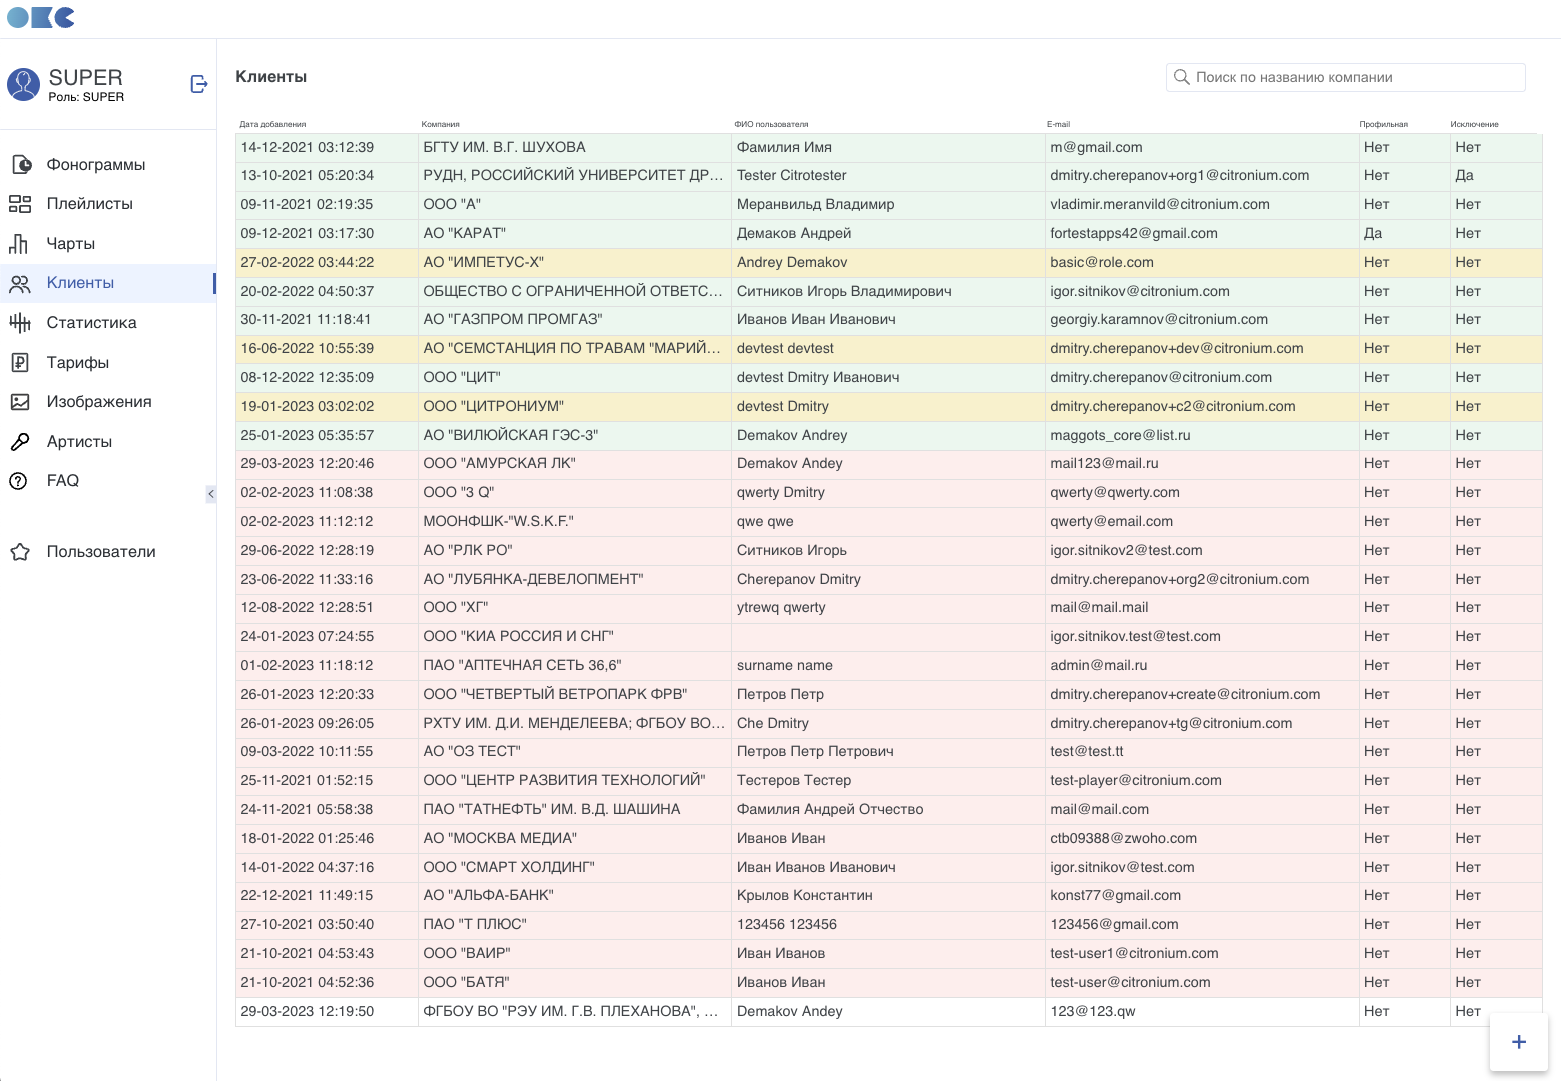 ОКС
SUPER
Роль: SUPER
Фонограммы
Плейлисты
Чарты
Клиенты
Статистика
Тарифы
Изображения
Артисты
FAQ
Пользователи
Клиенты
Поиск по названию компании
Дата добавления Компания ФИО пользователя E-mail Профильная Исключение
14-12-2021 03:12:39 БГТУ ИМ. В.Г. ШУХОВА Фамилия Имя m@gmail.com Нет Нет
13-10-2021 05:20:34 РУДН, РОССИЙСКИЙ УНИВЕРСИТЕТ ДР... Tester Citrotester dmitry.cherepanov+org1@citronium.com Нет Да
09-11-2021 02:19:35 ООО "А" Меранвильд Владимир vladimir.meranvild@citronium.com Нет Нет
09-12-2021 03:17:30 АО "КАРАТ" Демаков Андрей fortestapps42@gmail.com Да Нет
27-02-2022 03:44:22 АО "ИМПЕТУС-Х" Andrey Demakov basic@role.com Нет Нет
20-02-2022 04:50:37 ОБЩЕСТВО С ОГРАНИЧЕННОЙ ОТВЕТС... Ситников Игорь Владимирович igor.sitnikov@citronium.com Нет Нет
30-11-2021 11:18:41 АО "ГАЗПРОМ ПРОМГАЗ" Иванов Иван Иванович georgiy.karamnov@citronium.com Нет Нет
16-06-2022 10:55:39 АО "СЕМСТАНЦИЯ ПО ТРАВАМ "МАРИЙ... devtest devtest dmitry.cherepanov+dev@citronium.com Нет Нет
08-12-2022 12:35:09 ООО "ЦИТ" devtest Dmitry Иванович dmitry.cherepanov@citronium.com Нет Нет
19-01-2023 03:02:02 ООО "ЦИТРОНИУМ" devtest Dmitry dmitry.cherepanov+c2@citronium.com Нет Нет
25-01-2023 05:35:57 АО "ВИЛЮЙСКАЯ ГЭС-3" Demakov Andrey maggots_core@list.ru Нет Нет
29-03-2023 12:20:46 ООО "АМУРСКАЯ ЛК" Demakov Andey mail123@mail.ru Нет Нет
02-02-2023 11:08:38 ООО "3 Q" qwerty Dmitry qwerty@qwerty.com Нет Нет
02-02-2023 11:12:12 МООНФШК-"W.S.K.F." qwe qwe qwerty@email.com Нет Нет
29-06-2022 12:28:19 АО "РЛК РО" Ситников Игорь igor.sitnikov2@test.com Нет Нет
23-06-2022 11:33:16 АО "ЛУБЯНКА-ДЕВЕЛОПМЕНТ" Cherepanov Dmitry dmitry.cherepanov+org2@citronium.com Нет Нет
12-08-2022 12:28:51 ООО "ХГ" ytrewq qwerty mail@mail.mail Нет Нет
24-01-2023 07:24:55 ООО "КИА РОССИЯ И СНГ" igor.sitnikov.test@test.com Нет Нет
01-02-2023 11:18:12 ПАО "АПТЕЧНАЯ СЕТЬ 36,6" surname name admin@mail.ru Нет Нет
26-01-2023 12:20:33 ООО "ЧЕТВЕРТЫЙ ВЕТРОПАРК ФРВ" Петров Петр dmitry.cherepanov+create@citronium.com Нет Нет
26-01-2023 09:26:05 РХТУ ИМ. Д.И. МЕНДЕЛЕЕВА; ФГБОУ ВО... Che Dmitry dmitry.cherepanov+tg@citronium.com Нет Нет
09-03-2022 10:11:55 АО "ОЗ ТЕСТ" Петров Петр Петрович test@test.tt Нет Нет
25-11-2021 01:52:15 ООО "ЦЕНТР РАЗВИТИЯ ТЕХНОЛОГИЙ" Тестеров Тестер test-player@citronium.com Нет Нет
24-11-2021 05:58:38 ПАО "ТАТНЕФТЬ" ИМ. В.Д. ШАШИНА Фамилия Андрей Отчество mail@mail.com Нет Нет
18-01-2022 01:25:46 АО "МОСКВА МЕДИА" Иванов Иван ctb09388@zwoho.com Нет Нет
14-01-2022 04:37:16 ООО "СМАРТ ХОЛДИНГ" Иван Иванов Иванович igor.sitnikov@test.com Нет Нет
22-12-2021 11:49:15 АО "АЛЬФА-БАНК" Крылов Константин konst77@gmail.com Нет Нет
27-10-2021 03:50:40 ПАО "Т ПЛЮС" 123456 123456 123456@gmail.com Нет Нет
21-10-2021 04:53:43 ООО "ВАИР" Иван Иванов test-user1@citronium.com Нет Нет
21-10-2021 04:52:36 ООО "БАТЯ" Иванов Иван test-user@citronium.com Нет Нет
29-03-2023 12:19:50 ФГБОУ ВО "РЭУ ИМ. Г.В. ПЛЕХАНОВА", ... Demakov Andey 123@123.qw Нет Нет